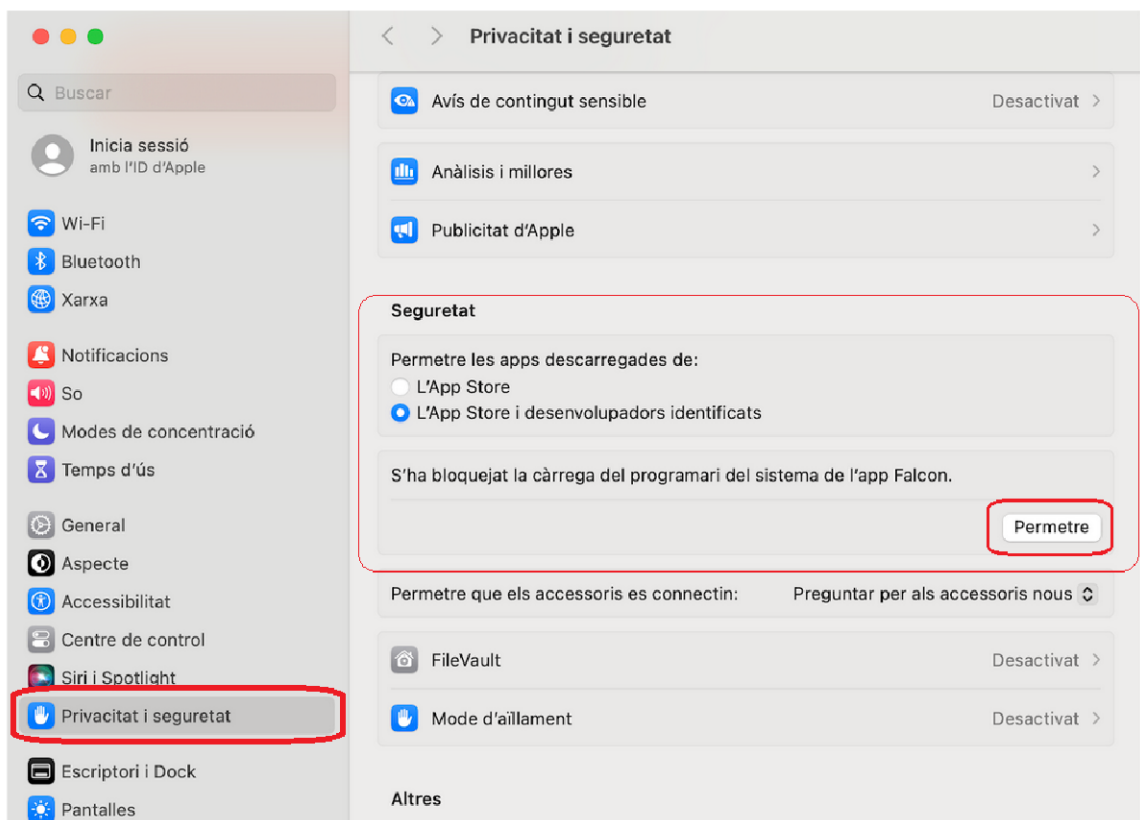 Privacitat i seguretat
Buscar
Inicia sessió
amb l'ID d'Apple
Wi-Fi
Bluetooth
Xarxa
Notificacions
So
Modes de concentració
Temps d'ús
General
Aspecte
Accessibilitat
Centre de control
Siri i Spotlight
Privacitat i seguretat
Escriptori i Dock
Pantalles
Avís de contingut sensible Desactivat
Anàlisis i millores
Publicitat d'Apple
Seguretat
Permetre les apps descarregades de:
L'App Store
L'App Store i desenvolupadors identificats
S'ha bloquejat la càrrega del programari del sistema de l'app Falcon.
Permetre
Permetre que els accessoris es connectin: Preguntar per als accessoris nous
FileVault Desactivat
Mode d'aïllament Desactivat
Altres